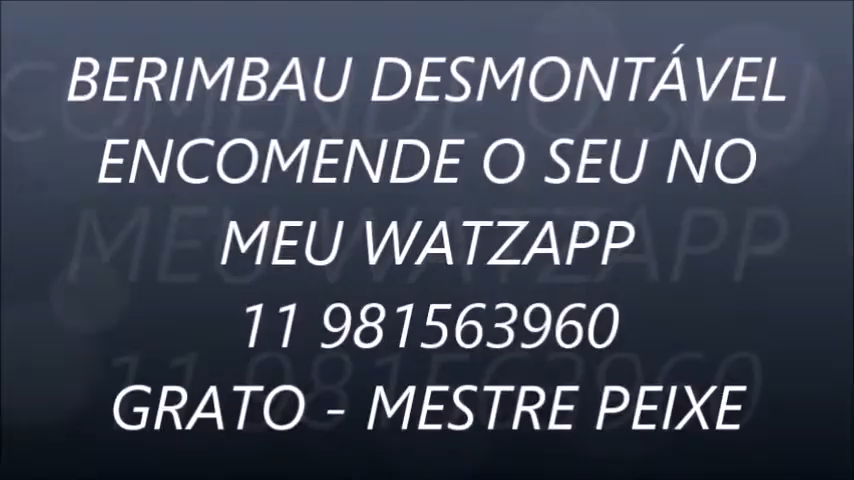 BERIMBAU DESMONTÁVEL
ENCOMENDE O SEU NO
MEU WATZAPP
11 981563960
GRATO - MESTRE PEIXE